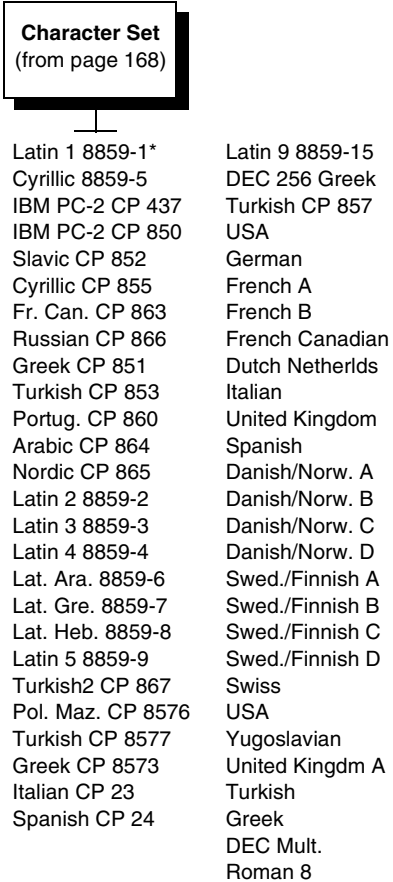 Character Set
(from page 168)
Latin 1 8859-1*
Cyrillic 8859-5
IBM PC-2 CP 437
IBM PC-2 CP 850
Slavic CP 852
Cyrillic CP 855
Fr. Can. CP 863
Russian CP 866
Greek CP 851
Turkish CP 853
Portug. CP 860
Arabic CP 864
Nordic CP 865
Latin 2 8859-2
Latin 3 8859-3
Latin 4 8859-4
Lat. Ara. 8859-6
Lat. Gre. 8859-7
Lat. Heb. 8859-8
Latin 5 8859-9
Turkish2 CP 867
Pol. Maz. CP 8576
Turkish CP 8577
Greek CP 8573
Italian CP 23
Spanish CP 24
Latin 9 8859-15
DEC 256 Greek
Turkish CP 857
USA
German
French A
French B
French Canadian
Dutch Netherlds
Italian
United Kingdom
Spanish
Danish/Norw. A
Danish/Norw. B
Danish/Norw. C
Danish/Norw. D
Swed./Finnish A
Swed./Finnish B
Swed./Finnish C
Swed./Finnish D
Swiss
USA
Yugoslavian
United Kingdm A
Turkish
Greek
DEC Mult.
Roman 8